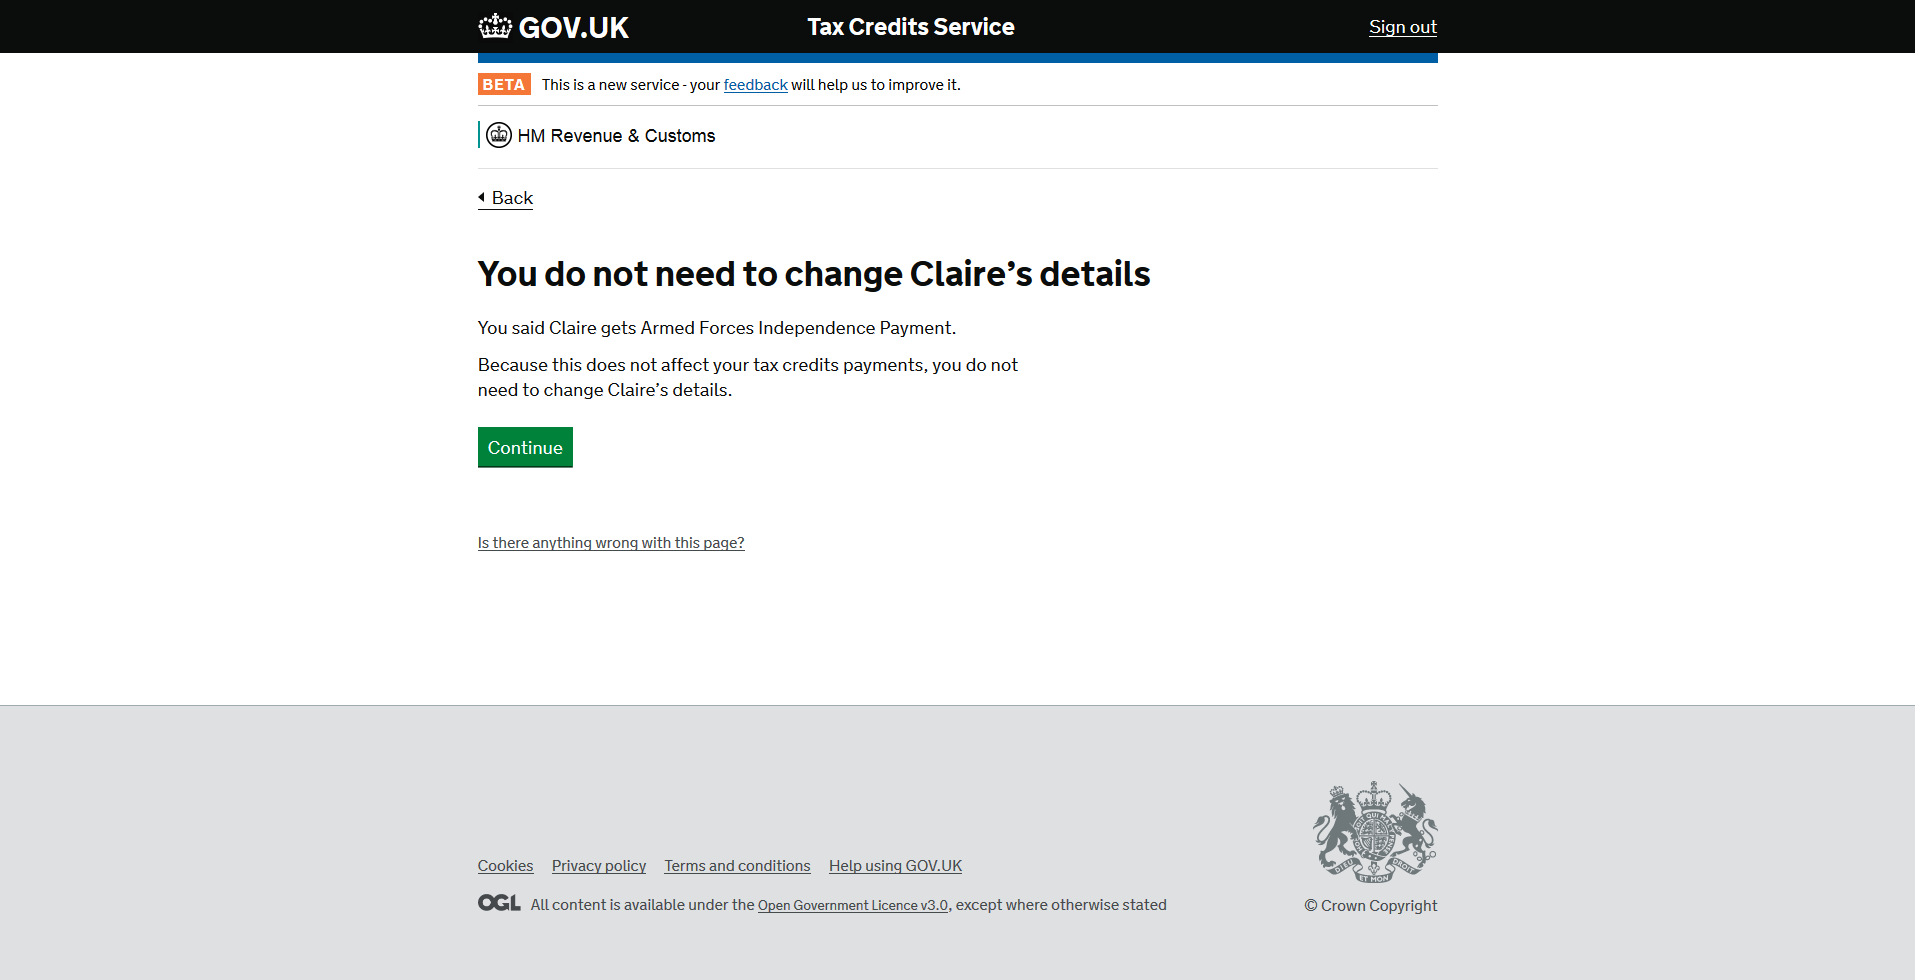 GOV.UK Tax Credits Service Sign out
BETA This is a new service - your feedback will help us to improve it.
HM Revenue & Customs
Back
You do not need to change Claire’s details
You said Claire gets Armed Forces Independence Payment.
Because this does not affect your tax credits payments, you do not
need to change Claire’s details.
Continue
Is there anything wrong with this page?
Cookies Privacy policy Terms and conditions Help using GOV.UK
OGL All content is available under the Open Government Licence v3.0, except where otherwise stated
DIEU ET MON DROIT
© Crown Copyright